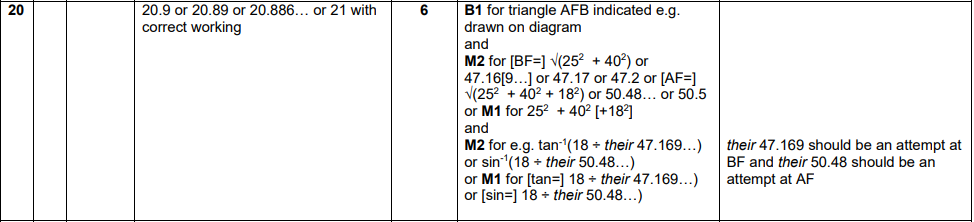 20
20.9 or 20.89 or 20.886… or 21 with
correct working
6
B1 for triangle AFB indicated e.g.
drawn on diagram
and
M2 for [BF=] √(25² + 40²) or
47.16[9…] or 47.17 or 47.2 or [AF=]
√(25² + 40² + 18²) or 50.48… or 50.5
or M1 for 25² + 40² [+18²]
and
M2 for e.g. tan⁻¹(18 ÷ their 47.169…)
or sin⁻¹(18 ÷ their 50.48…)
or M1 for [tan=] 18 ÷ their 47.169…)
or [sin=] 18 ÷ their 50.48…)
their 47.169 should be an attempt at
BF and their 50.48 should be an
attempt at AF